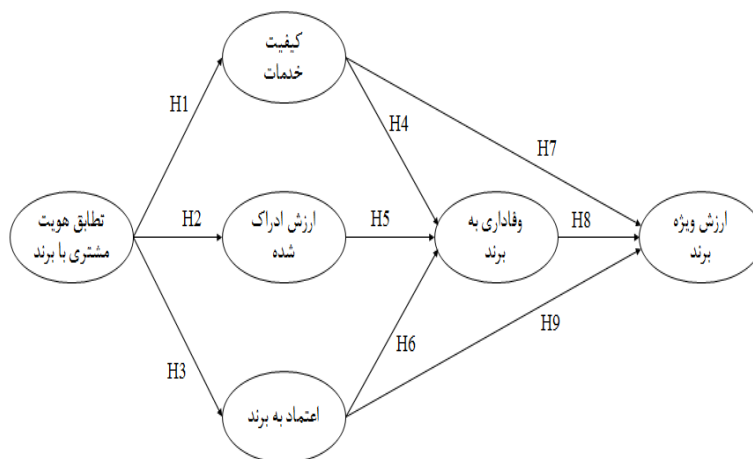 کیفیت
خدمات
H1
H4
H7
تطابق هویت
مشتری با برند
H2
ارزش ادراک
شده
H5
وفاداری به
برند
H8
ارزش ویژه
برند
H3
H6
H9
اعتماد به برند